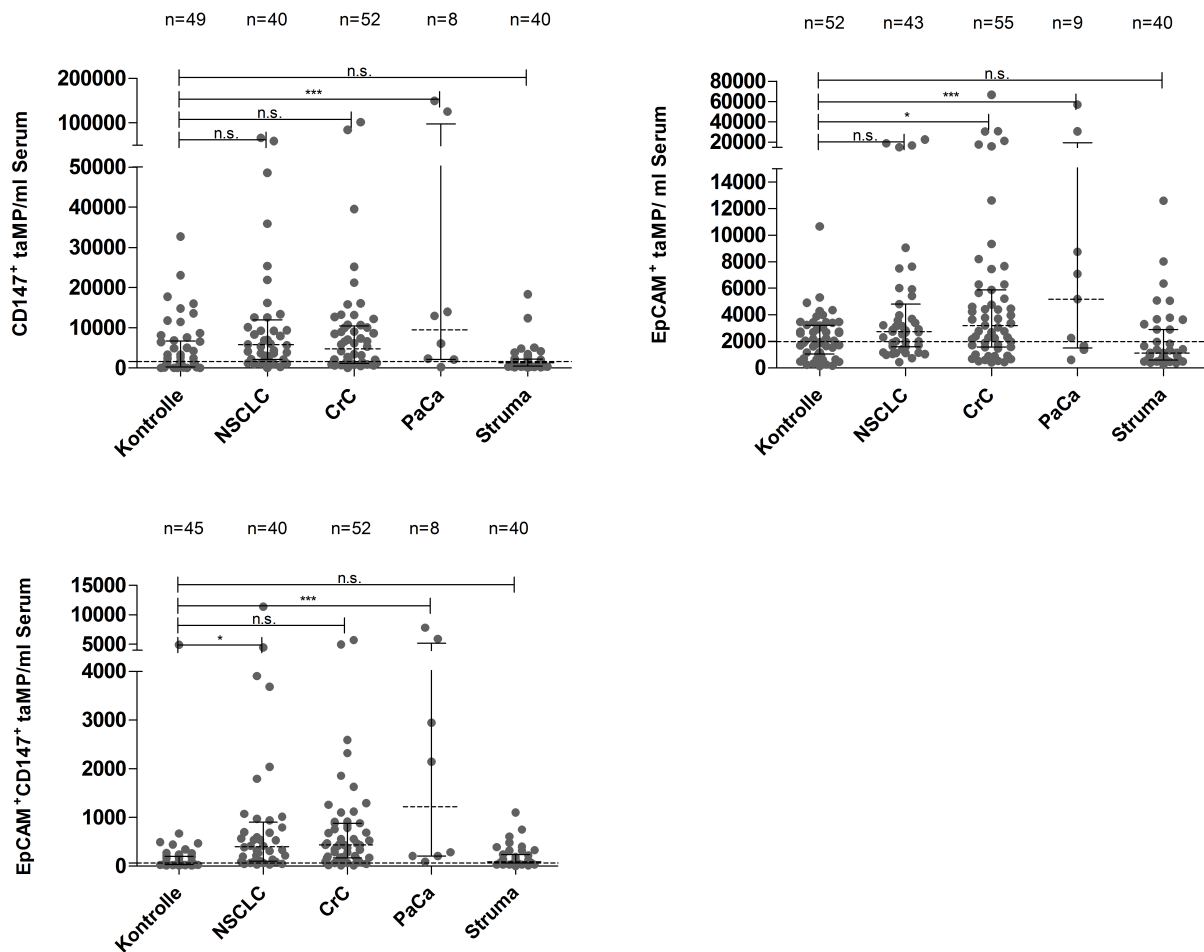 n=49 n=40 n=52 n=8 n=40
CD147⁺ taMP/ml Serum
200000
n.s.
***
100000
n.s.
n.s.
50000
40000
30000
20000
10000
0
Kontrolle NSCLC CrC PaCa Struma
n=52 n=43 n=55 n=9 n=40
EpCAM⁺ taMP/ ml Serum
80000
n.s.
60000
***
40000
*
20000
n.s.
14000
12000
10000
8000
6000
4000
2000
0
Kontrolle NSCLC CrC PaCa Struma
n=45 n=40 n=52 n=8 n=40
EpCAM⁺CD147⁺ taMP/ml Serum
15000
n.s.
***
10000
n.s.
*
5000
4000
3000
2000
1000
0
Kontrolle NSCLC CrC PaCa Struma